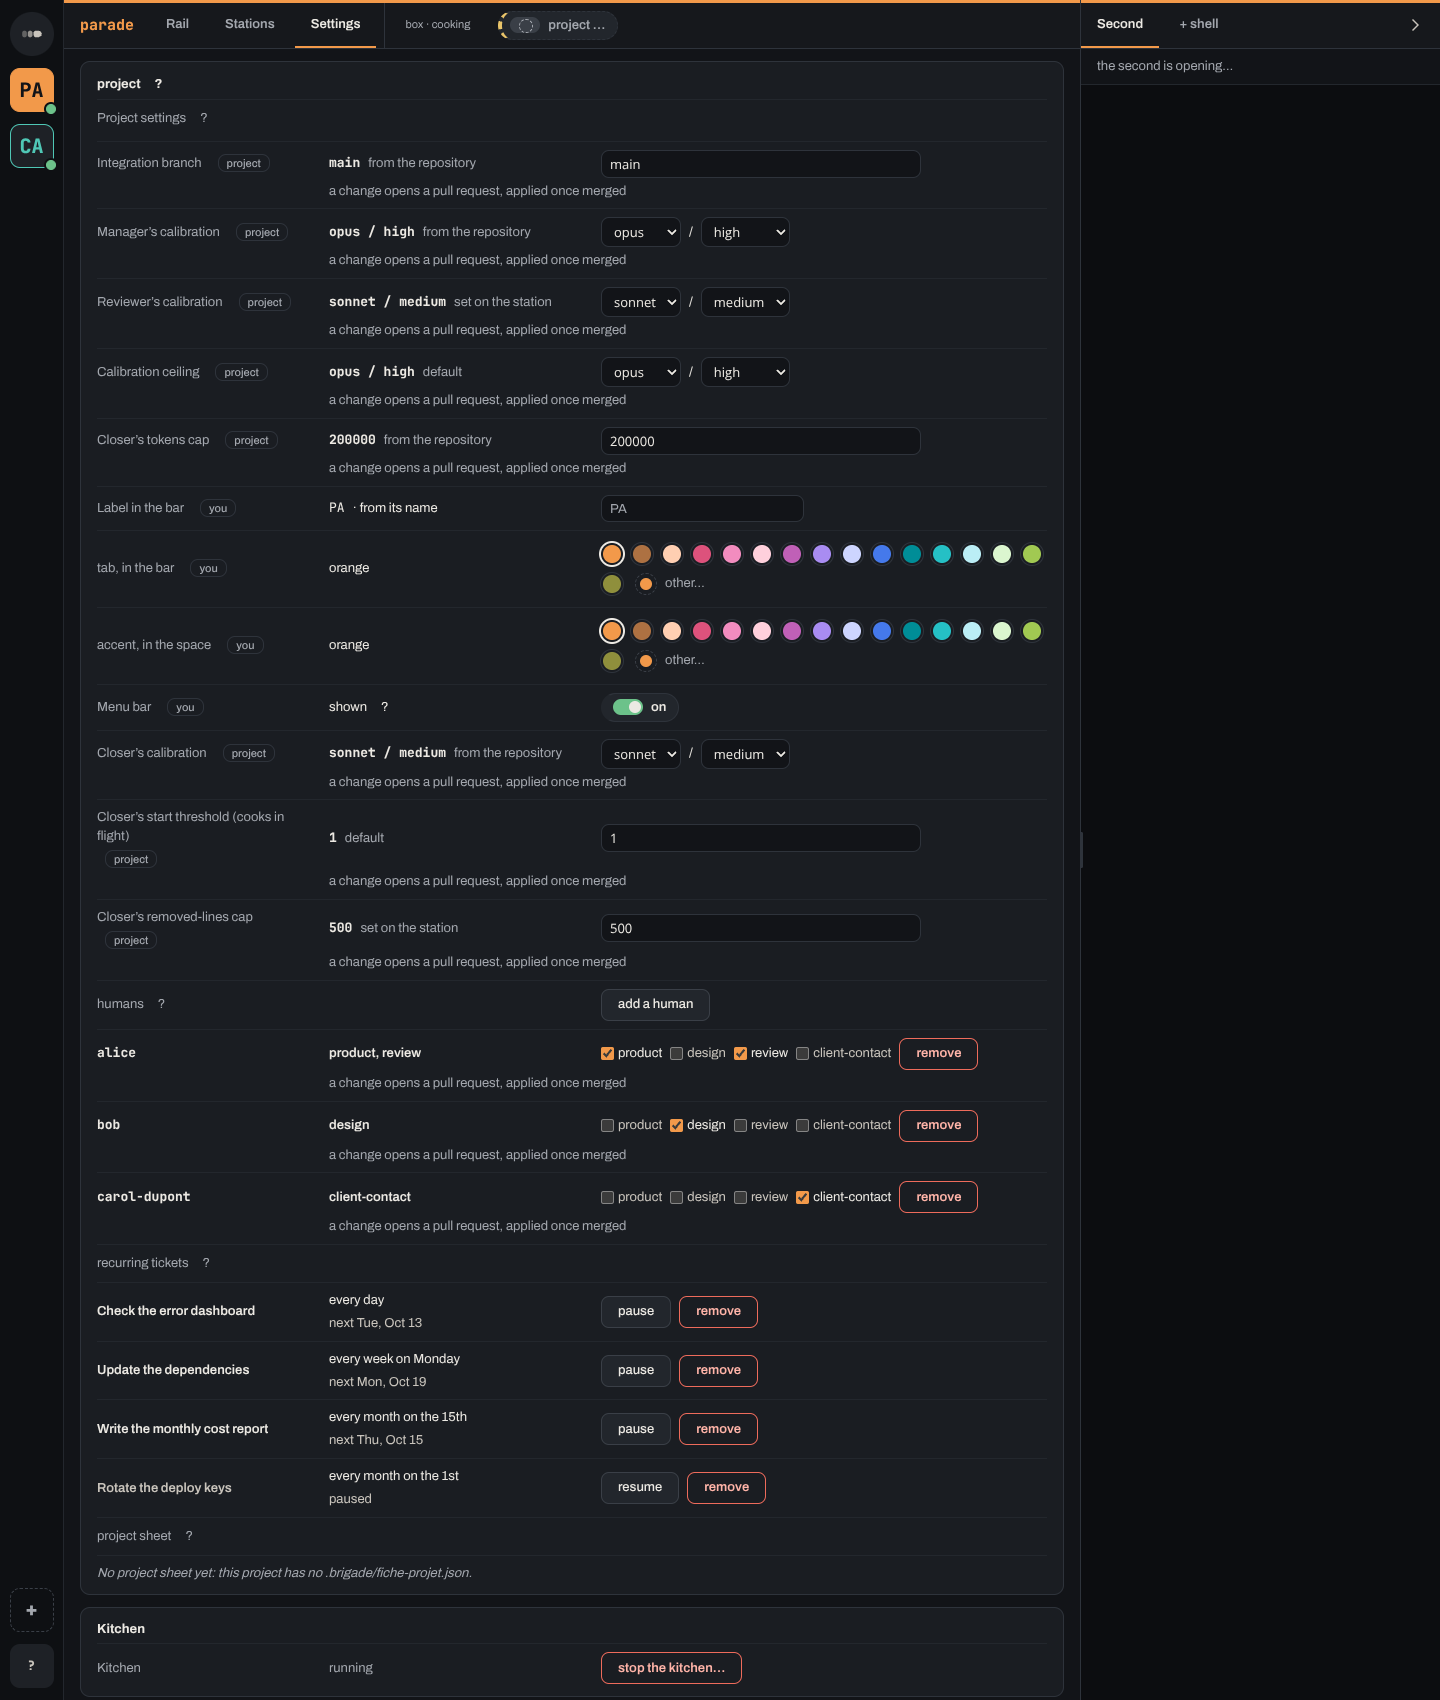 parade Rail Stations Settings box · cooking project ... Second + shell
the second is opening...
PA
CA
project ?
Project settings ?
Integration branch project main from the repository main
a change opens a pull request, applied once merged
Manager's calibration project opus / high from the repository opus / high
a change opens a pull request, applied once merged
Reviewer's calibration project sonnet / medium set on the station sonnet / medium
a change opens a pull request, applied once merged
Calibration ceiling project opus / high default opus / high
a change opens a pull request, applied once merged
Closer's tokens cap project 200000 from the repository 200000
a change opens a pull request, applied once merged
Label in the bar you PA · from its name PA
tab, in the bar you orange
other...
accent, in the space you orange
other...
Menu bar you shown ? on
Closer's calibration project sonnet / medium from the repository sonnet / medium
a change opens a pull request, applied once merged
Closer's start threshold (cooks in
flight)
project
1 default 1
a change opens a pull request, applied once merged
Closer's removed-lines cap
project
500 set on the station 500
a change opens a pull request, applied once merged
humans ? add a human
alice product, review product design review client-contact remove
a change opens a pull request, applied once merged
bob design product design review client-contact remove
a change opens a pull request, applied once merged
carol-dupont client-contact product design review client-contact remove
a change opens a pull request, applied once merged
recurring tickets ?
Check the error dashboard every day pause remove
next Tue, Oct 13
Update the dependencies every week on Monday pause remove
next Mon, Oct 19
Write the monthly cost report every month on the 15th pause remove
next Thu, Oct 15
Rotate the deploy keys every month on the 1st resume remove
paused
project sheet ?
No project sheet yet: this project has no .brigade/fiche-projet.json.
Kitchen
Kitchen running stop the kitchen...
+
?